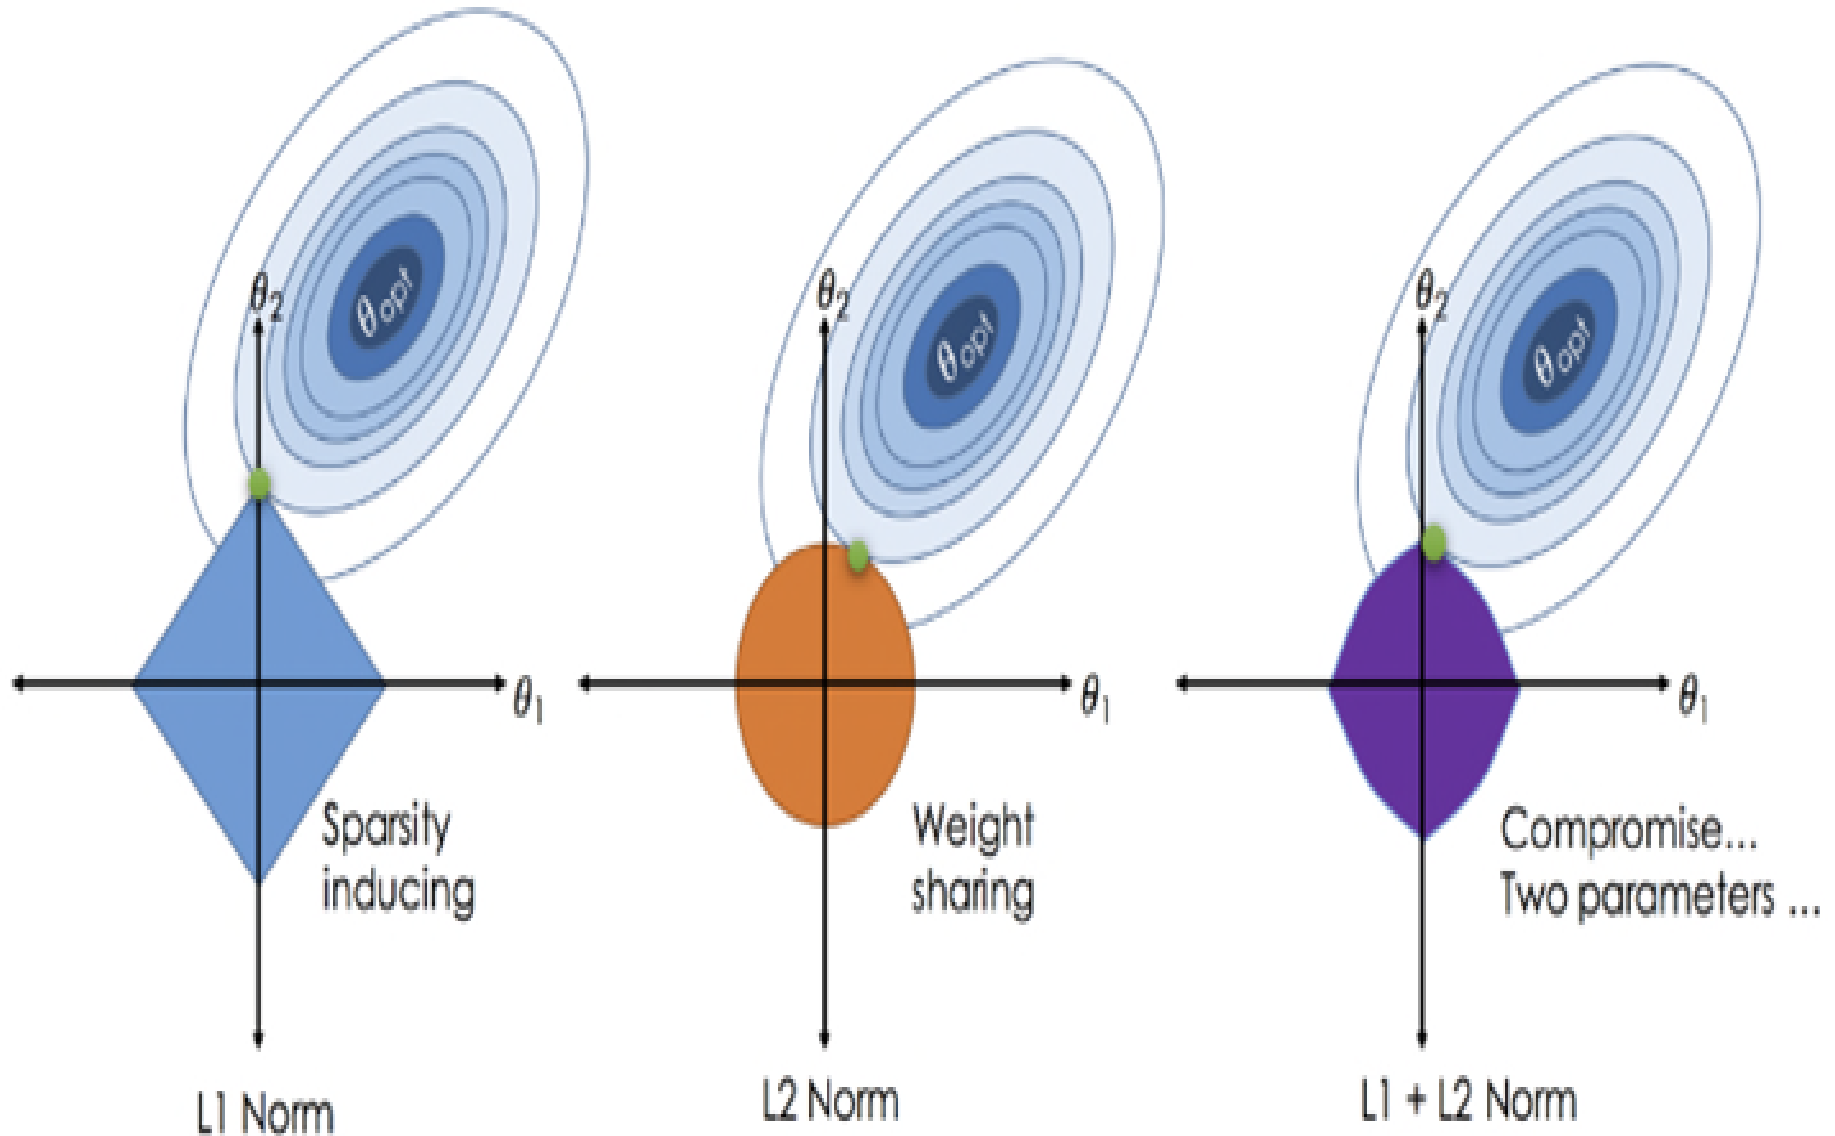 θ₂
θopt
θ₁
Sparsity
inducing
L1 Norm
θ₂
θopt
θ₁
Weight
sharing
L2 Norm
θ₂
θopt
θ₁
Compromise...
Two parameters ...
L1 + L2 Norm